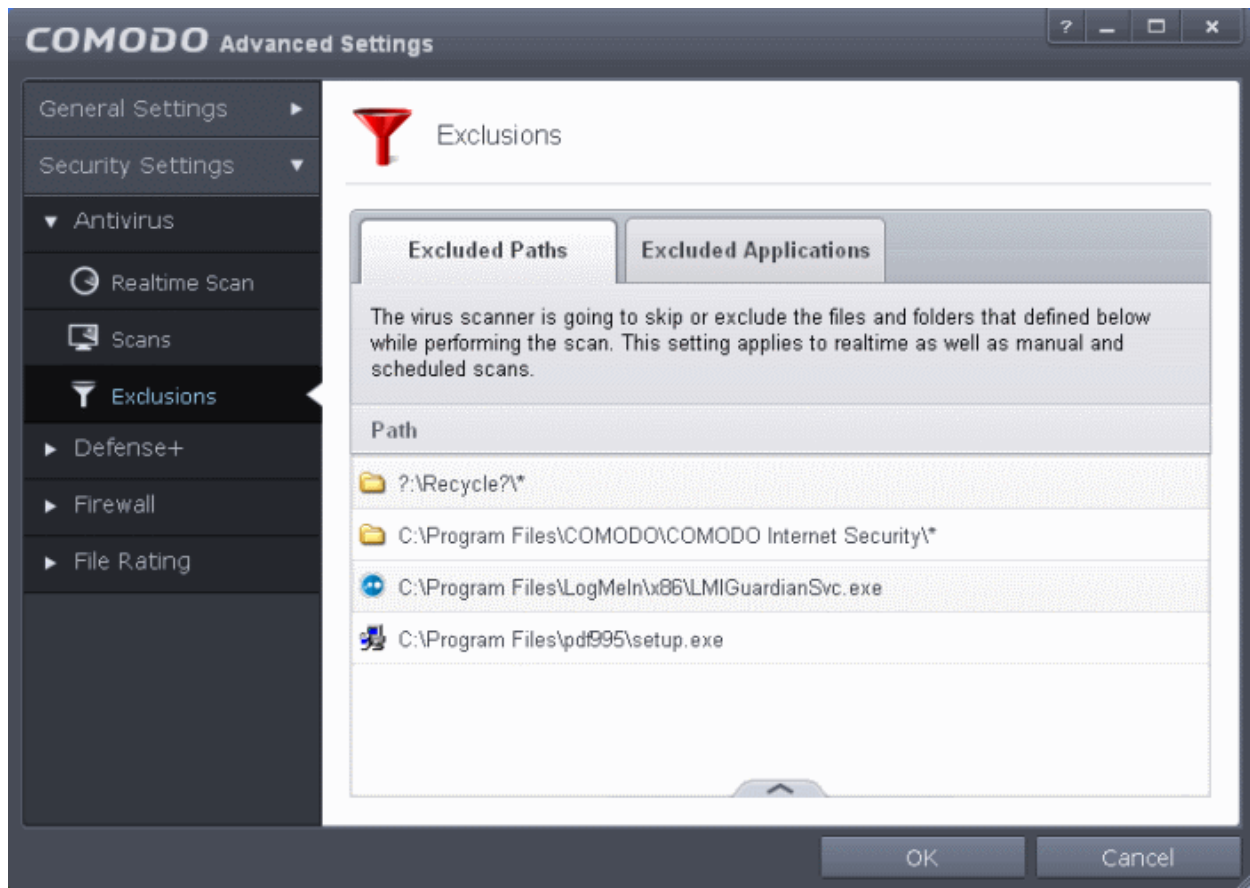 COMODO Advanced Settings
?
General Settings
Security Settings
Antivirus
Realtime Scan
Scans
Exclusions
Defense+
Firewall
File Rating
Exclusions
Excluded Paths
Excluded Applications
The virus scanner is going to skip or exclude the files and folders that defined below
while performing the scan. This setting applies to realtime as well as manual and
scheduled scans.
Path
?:\Recycle?\*
C:\Program Files\COMODO\COMODO Internet Security\*
C:\Program Files\LogMeIn\x86\LMIGuardianSvc.exe
C:\Program Files\pdf995\setup.exe
OK
Cancel